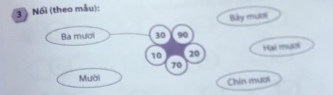 3 Nối (theo mẫu):
Bảy mươi
Ba mươi 30 90
Hai mươi
10 20
70
Mười
Chín mươi